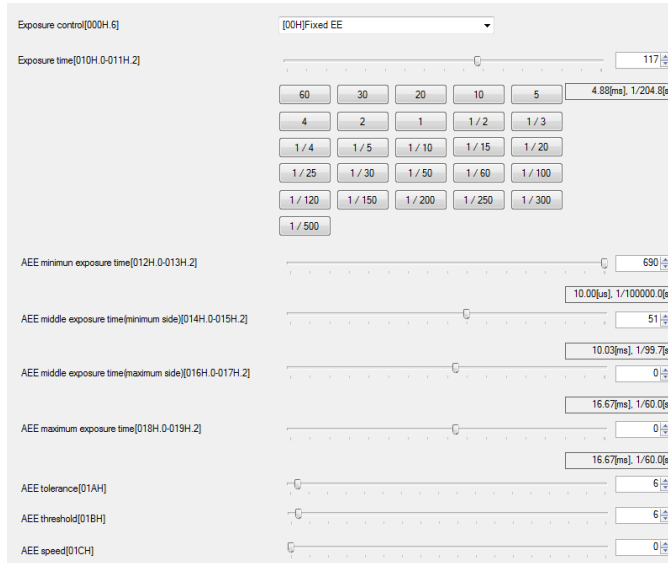 Exposure control[000H.6] [00H]Fixed EE
Exposure time[010H.0-011H.2] 117
60 30 20 10 5 4.88[ms], 1/204.8[s
4 2 1 1 / 2 1 / 3
1 / 4 1 / 5 1 / 10 1 / 15 1 / 20
1 / 25 1 / 30 1 / 50 1 / 60 1 / 100
1 / 120 1 / 150 1 / 200 1 / 250 1 / 300
1 / 500
AEE minimun exposure time[012H.0-013H.2] 690
10.00[us], 1/100000.0[s
AEE middle exposure time(minimum side)[014H.0-015H.2] 51
10.03[ms], 1/99.7[s
AEE middle exposure time(maximum side)[016H.0-017H.2] 0
16.67[ms], 1/60.0[s
AEE maximum exposure time[018H.0-019H.2] 0
16.67[ms], 1/60.0[s
AEE tolerance[01AH] 6
AEE threshold[01BH] 6
AEE speed[01CH] 0